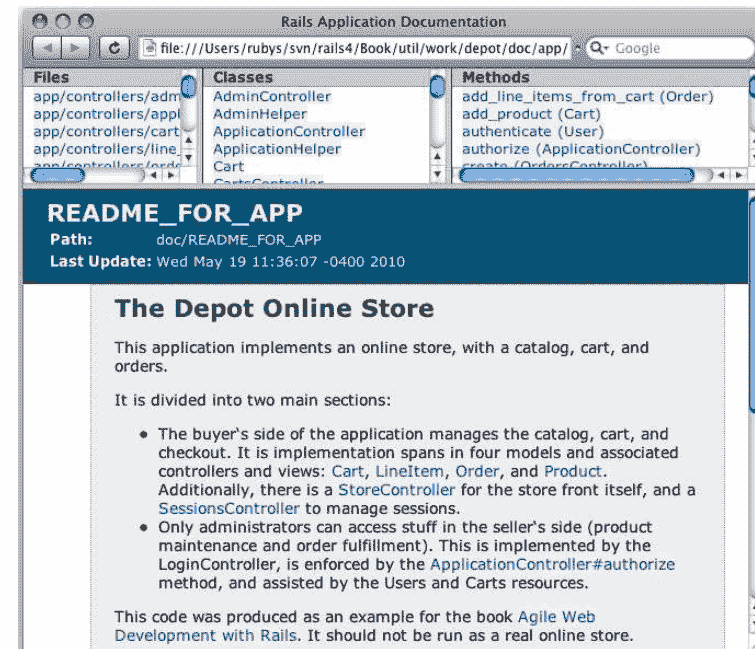 Rails Application Documentation
file:///Users/rubys/svn/rails4/Book/util/work/depot/doc/app/
Google
Files
app/controllers/adm
app/controllers/appl
app/controllers/cart
app/controllers/line_
app/controllers/orde
Classes
AdminController
AdminHelper
ApplicationController
ApplicationHelper
Cart
CartsController
Methods
add_line_items_from_cart (Order)
add_product (Cart)
authenticate (User)
authorize (ApplicationController)
create (OrdersController)
README_FOR_APP
Path: doc/README_FOR_APP
Last Update: Wed May 19 11:36:07 -0400 2010
The Depot Online Store
This application implements an online store, with a catalog, cart, and
orders.
It is divided into two main sections:
• The buyer's side of the application manages the catalog, cart, and
checkout. It is implementation spans in four models and associated
controllers and views: Cart, LineItem, Order, and Product.
Additionally, there is a StoreController for the store front itself, and a
SessionsController to manage sessions.
• Only administrators can access stuff in the seller's side (product
maintenance and order fulfillment). This is implemented by the
LoginController, is enforced by the ApplicationController#authorize
method, and assisted by the Users and Carts resources.
This code was produced as an example for the book Agile Web
Development with Rails. It should not be run as a real online store.